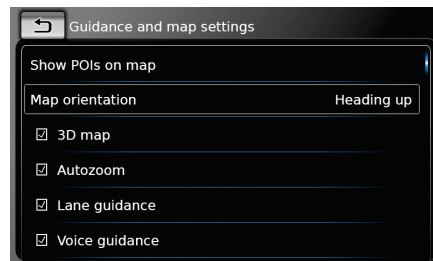 Guidance and map settings
Show POIs on map
Map orientation Heading up
3D map
Autozoom
Lane guidance
Voice guidance